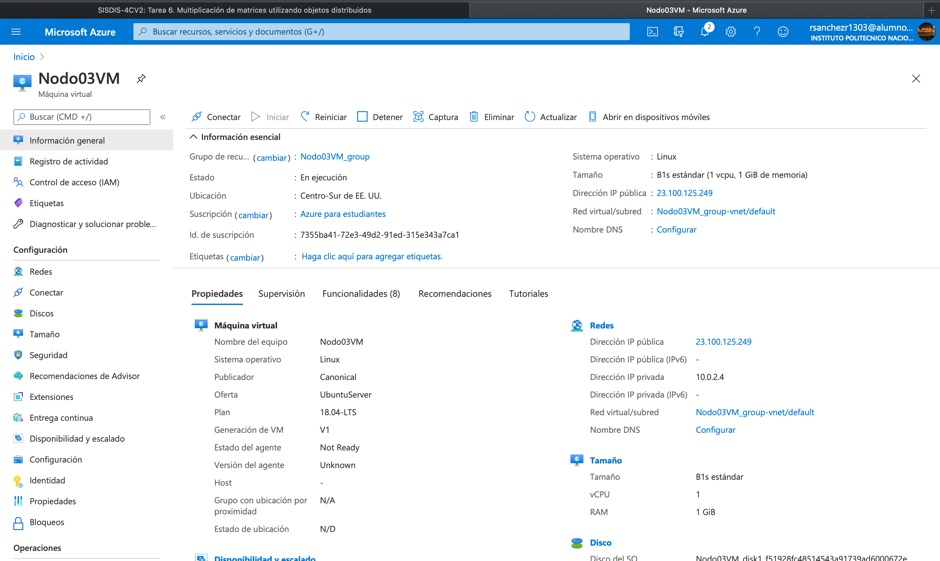 SISDIS-4CV2: Tarea 6. Multiplicación de matrices utilizando objetos distribuidos
Nodo03VM - Microsoft Azure
Microsoft Azure
Buscar recursos, servicios y documentos (G+/)
2
rsanchezr1303@alumno...
INSTITUTO POLITECNICO NACIO...
Inicio
Nodo03VM
Máquina virtual
Buscar (CMD +/)
Conectar
Iniciar
Reiniciar
Detener
Captura
Eliminar
Actualizar
Abrir en dispositivos móviles
Información general
Registro de actividad
Control de acceso (IAM)
Etiquetas
Diagnosticar y solucionar proble...
Configuración
Redes
Conectar
Discos
Tamaño
Seguridad
Recomendaciones de Advisor
Extensiones
Entrega continua
Disponibilidad y escalado
Configuración
Identidad
Propiedades
Bloqueos
Operaciones
Información esencial
Grupo de recu... (cambiar) : Nodo03VM_group
Estado : En ejecución
Ubicación : Centro-Sur de EE. UU.
Suscripción (cambiar) : Azure para estudiantes
Id. de suscripción : 7355ba41-72e3-49d2-91ed-315e343a7ca1
Etiquetas (cambiar) : Haga clic aquí para agregar etiquetas.
Sistema operativo : Linux
Tamaño : B1s estándar (1 vcpu, 1 GiB de memoria)
Dirección IP pública : 23.100.125.249
Red virtual/subred : Nodo03VM_group-vnet/default
Nombre DNS : Configurar
Propiedades
Supervisión
Funcionalidades (8)
Recomendaciones
Tutoriales
Máquina virtual
Nombre del equipo Nodo03VM
Sistema operativo Linux
Publicador Canonical
Oferta UbuntuServer
Plan 18.04-LTS
Generación de VM V1
Estado del agente Not Ready
Versión del agente Unknown
Host -
Grupo con ubicación por N/A
proximidad
Estado de ubicación N/D
Disponibilidad y escalado
Redes
Dirección IP pública 23.100.125.249
Dirección IP pública (IPv6) -
Dirección IP privada 10.0.2.4
Dirección IP privada (IPv6) -
Red virtual/subred Nodo03VM_group-vnet/default
Nombre DNS Configurar
Tamaño
Tamaño B1s estándar
vCPU 1
RAM 1 GiB
Disco
Disco del SO Nodo03VM_disk1_f51928fc48514543a91739ad6000672e